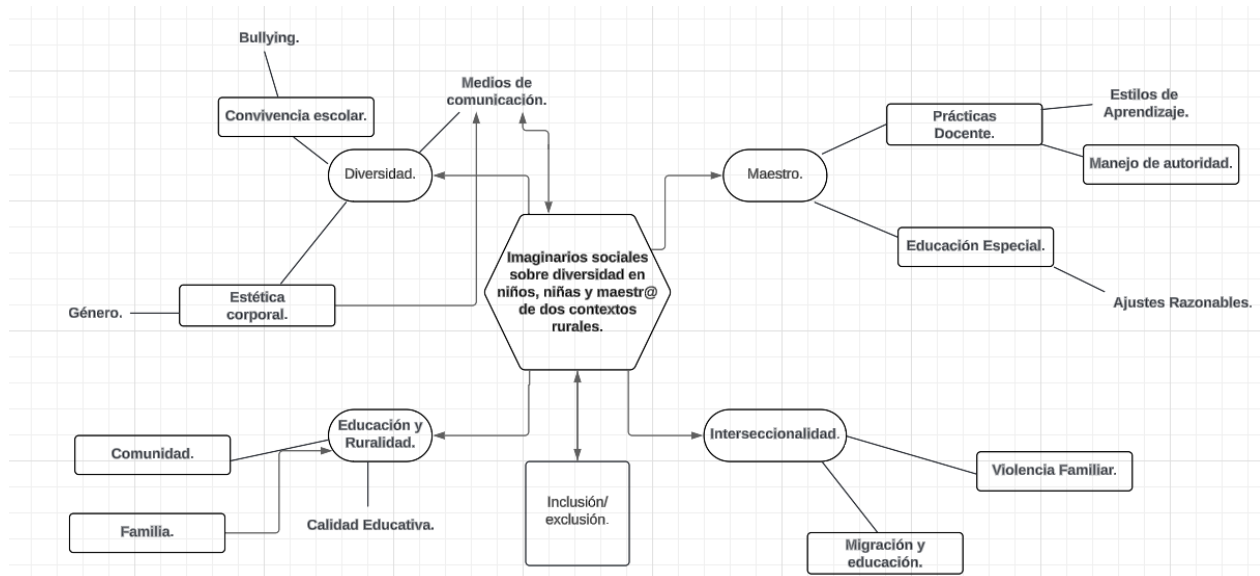 Bullying.
Medios de
comunicación.
Convivencia escolar.
Diversidad.
Estética
corporal.
Género.
Imaginarios sociales
sobre diversidad en
niños, niñas y maestr@
de dos contextos
rurales.
Maestro.
Prácticas
Docente.
Estilos de
Aprendizaje.
Manejo de autoridad.
Educación Especial.
Ajustes Razonables.
Educación y
Ruralidad.
Comunidad.
Familia.
Calidad Educativa.
Inclusión/
exclusión.
Interseccionalidad.
Violencia Familiar.
Migración y
educación.